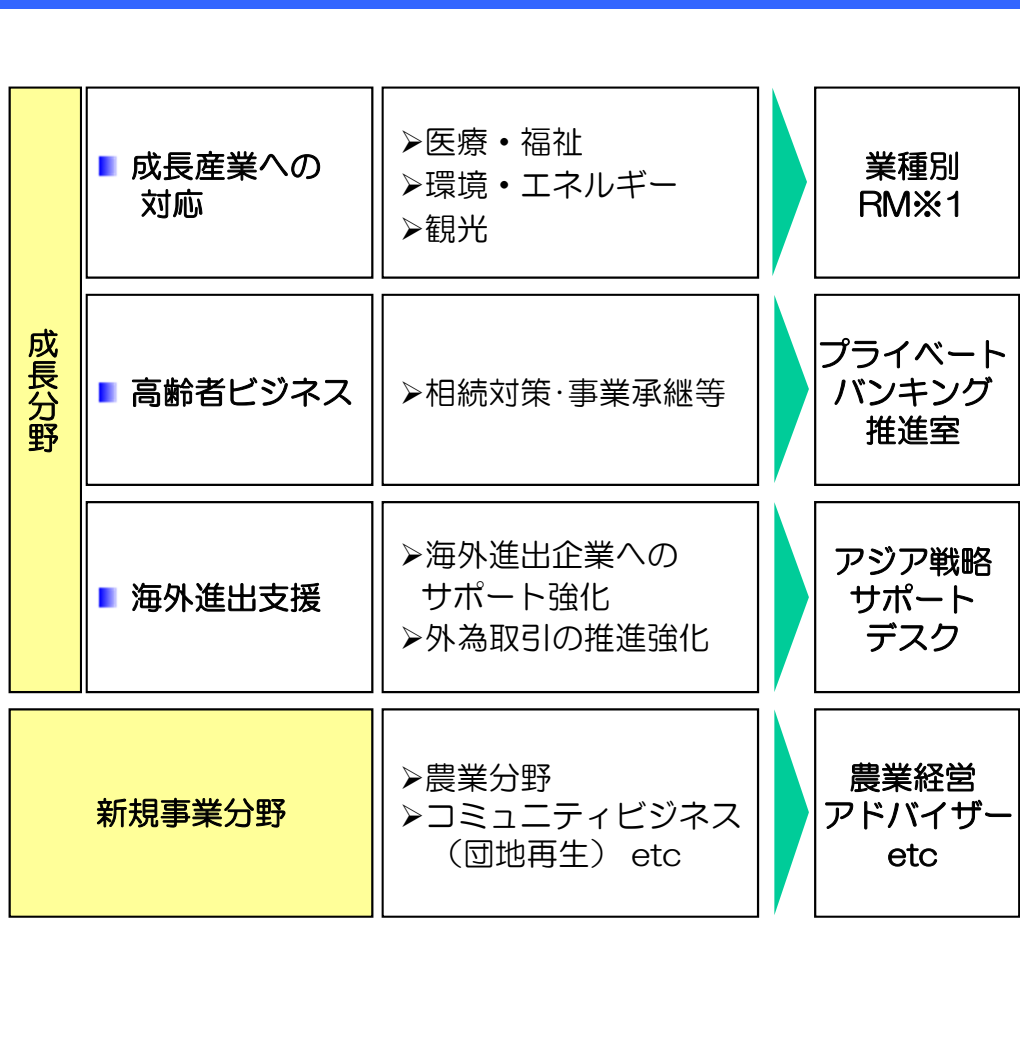 成長分野
成長産業への
対応
➢医療・福祉
➢環境・エネルギー
➢観光
業種別
RM※1
高齢者ビジネス
➢相続対策･事業承継等
プライベート
バンキング
推進室
海外進出支援
➢海外進出企業への
サポート強化
➢外為取引の推進強化
アジア戦略
サポート
デスク
新規事業分野
➢農業分野
➢コミュニティビジネス
（団地再生） etc
農業経営
アドバイザー
etc